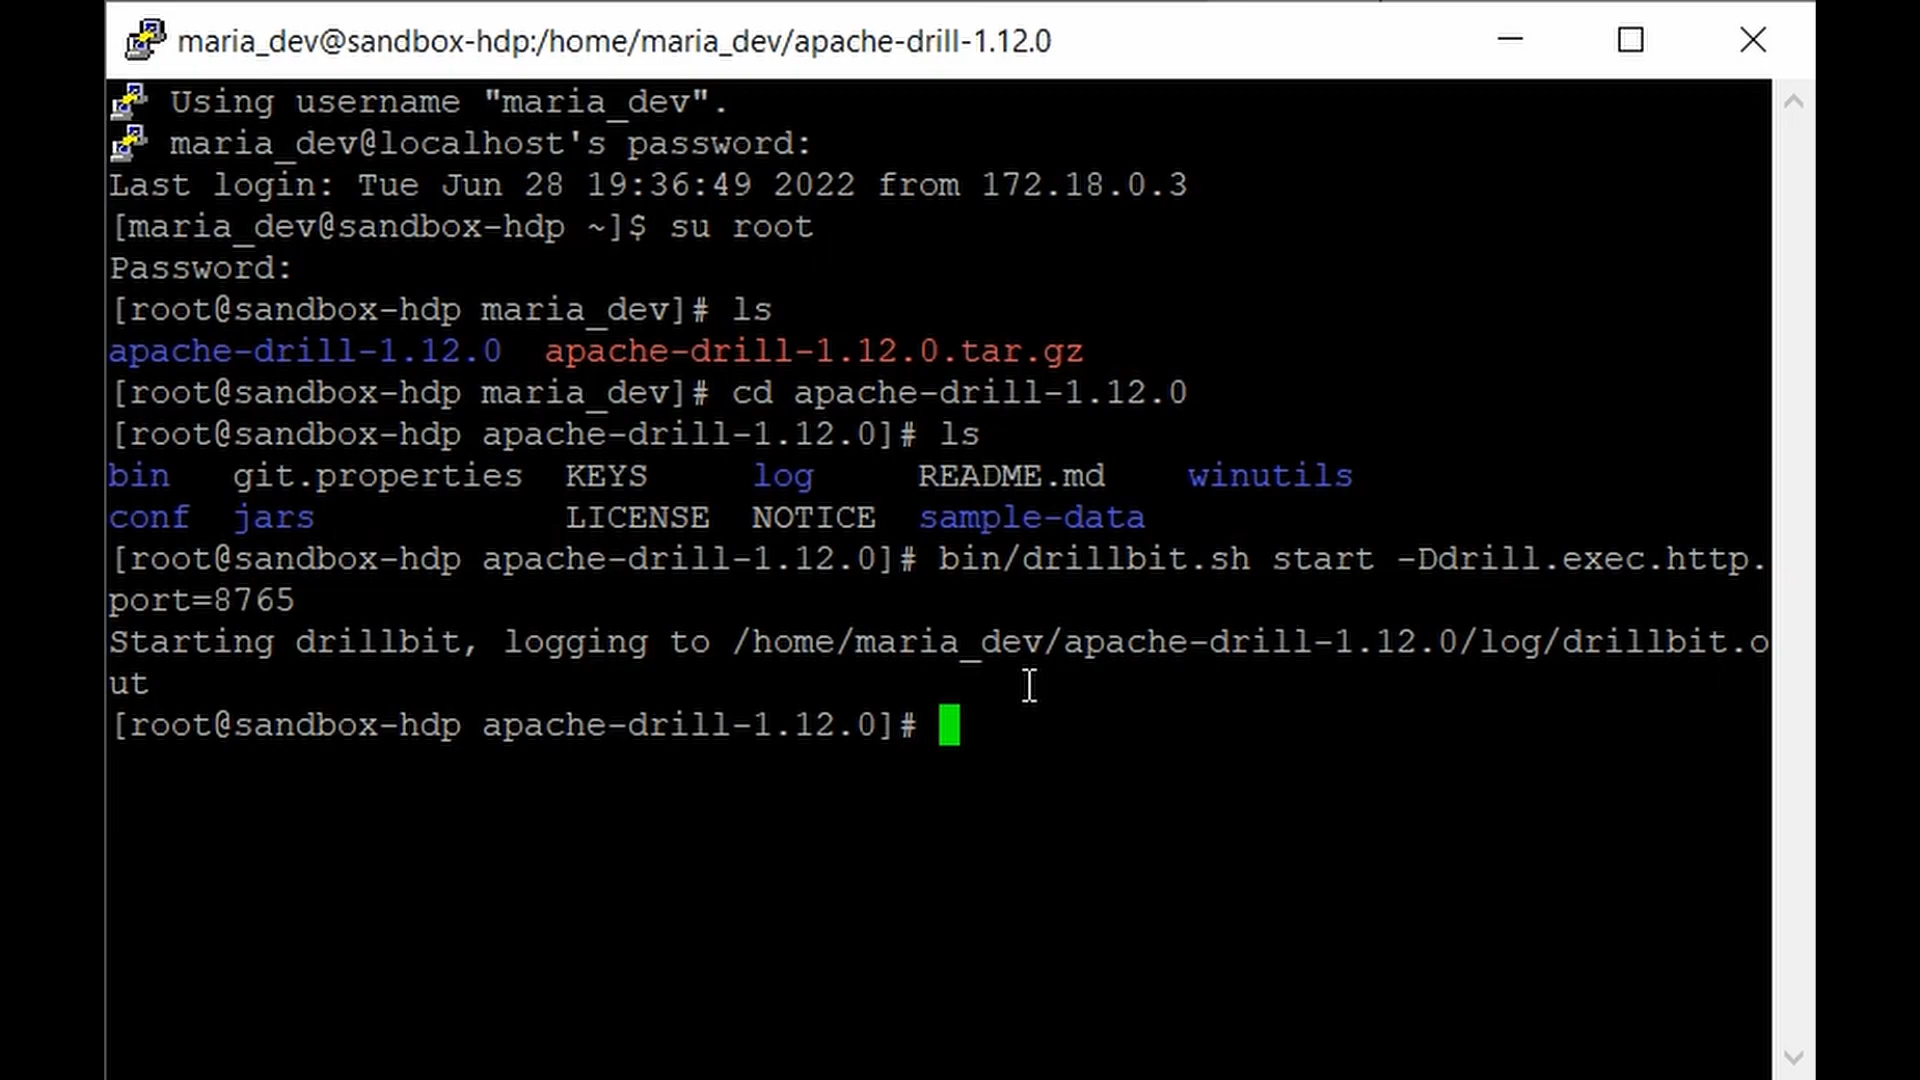 maria_dev@sandbox-hdp:/home/maria_dev/apache-drill-1.12.0
Using username "maria_dev".
maria_dev@localhost's password:
Last login: Tue Jun 28 19:36:49 2022 from 172.18.0.3
[maria_dev@sandbox-hdp ~]$ su root
Password:
[root@sandbox-hdp maria_dev]# ls
apache-drill-1.12.0  apache-drill-1.12.0.tar.gz
[root@sandbox-hdp maria_dev]# cd apache-drill-1.12.0
[root@sandbox-hdp apache-drill-1.12.0]# ls
bin   git.properties  KEYS     log     README.md    winutils
conf  jars            LICENSE  NOTICE  sample-data
[root@sandbox-hdp apache-drill-1.12.0]# bin/drillbit.sh start -Ddrill.exec.http.
port=8765
Starting drillbit, logging to /home/maria_dev/apache-drill-1.12.0/log/drillbit.o
ut
[root@sandbox-hdp apache-drill-1.12.0]#